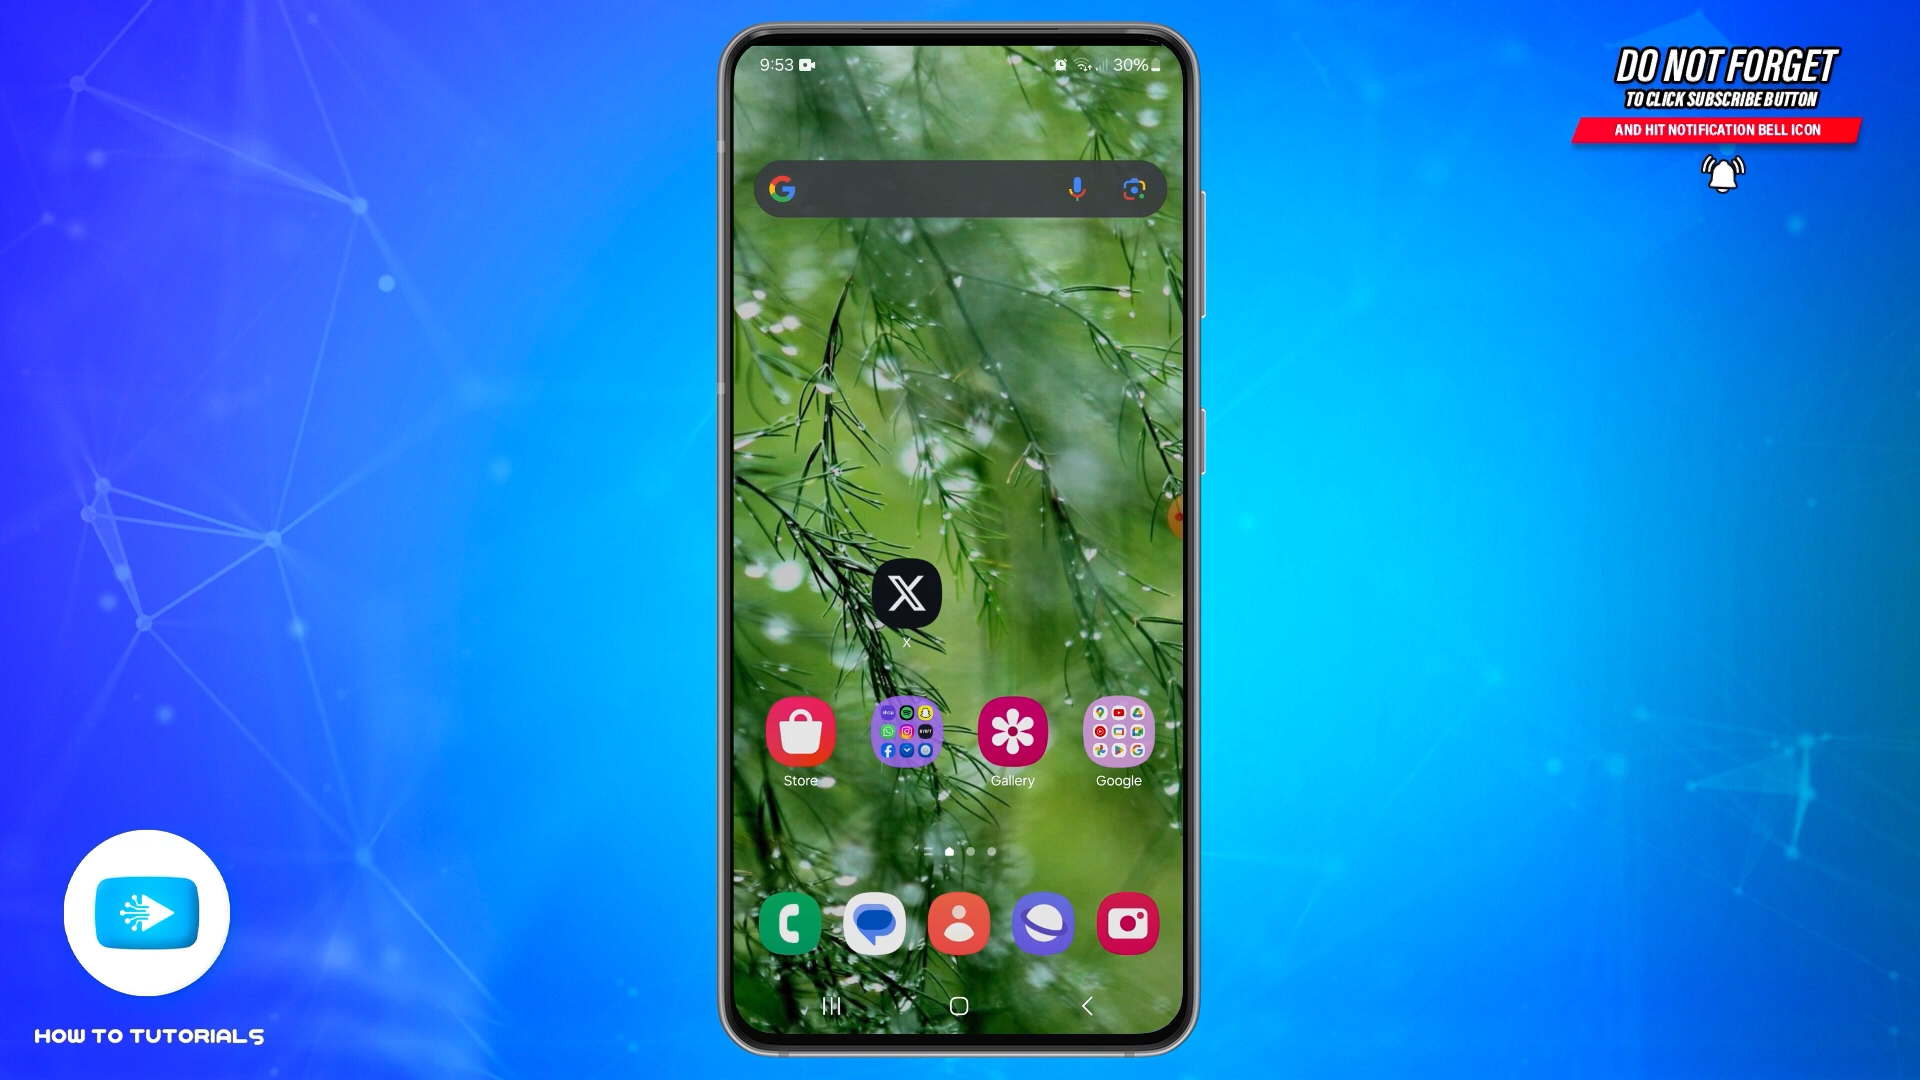 9:53
30%
DO NOT FORGET
TO CLICK SUBSCRIBE BUTTON
AND HIT NOTIFICATION BELL ICON
X
Store
Gallery
Google
HOW TO TUTORIALS